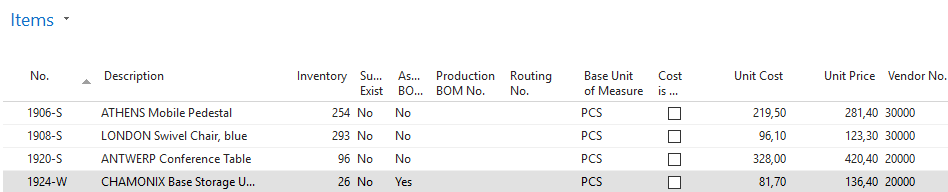 Items
No. Description Inventory Su... Exist As... BO... Production BOM No. Routing No. Base Unit of Measure Cost is ... Unit Cost Unit Price Vendor No.
1906-S ATHENS Mobile Pedestal 254 No No PCS 219,50 281,40 30000
1908-S LONDON Swivel Chair, blue 293 No No PCS 96,10 123,30 30000
1920-S ANTWERP Conference Table 96 No No PCS 328,00 420,40 20000
1924-W CHAMONIX Base Storage U... 26 No Yes PCS 81,70 136,40 20000